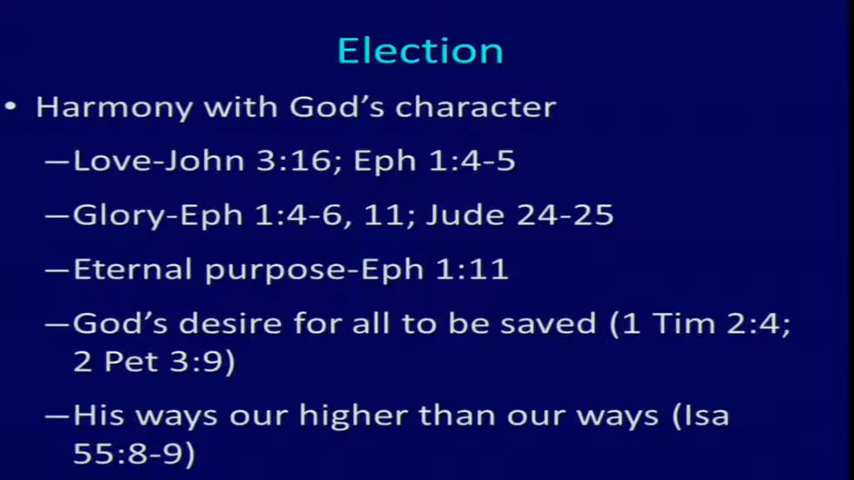 Election
• Harmony with God's character
–Love-John 3:16; Eph 1:4-5
–Glory-Eph 1:4-6, 11; Jude 24-25
–Eternal purpose-Eph 1:11
–God's desire for all to be saved (1 Tim 2:4;
2 Pet 3:9)
–His ways our higher than our ways (Isa
55:8-9)